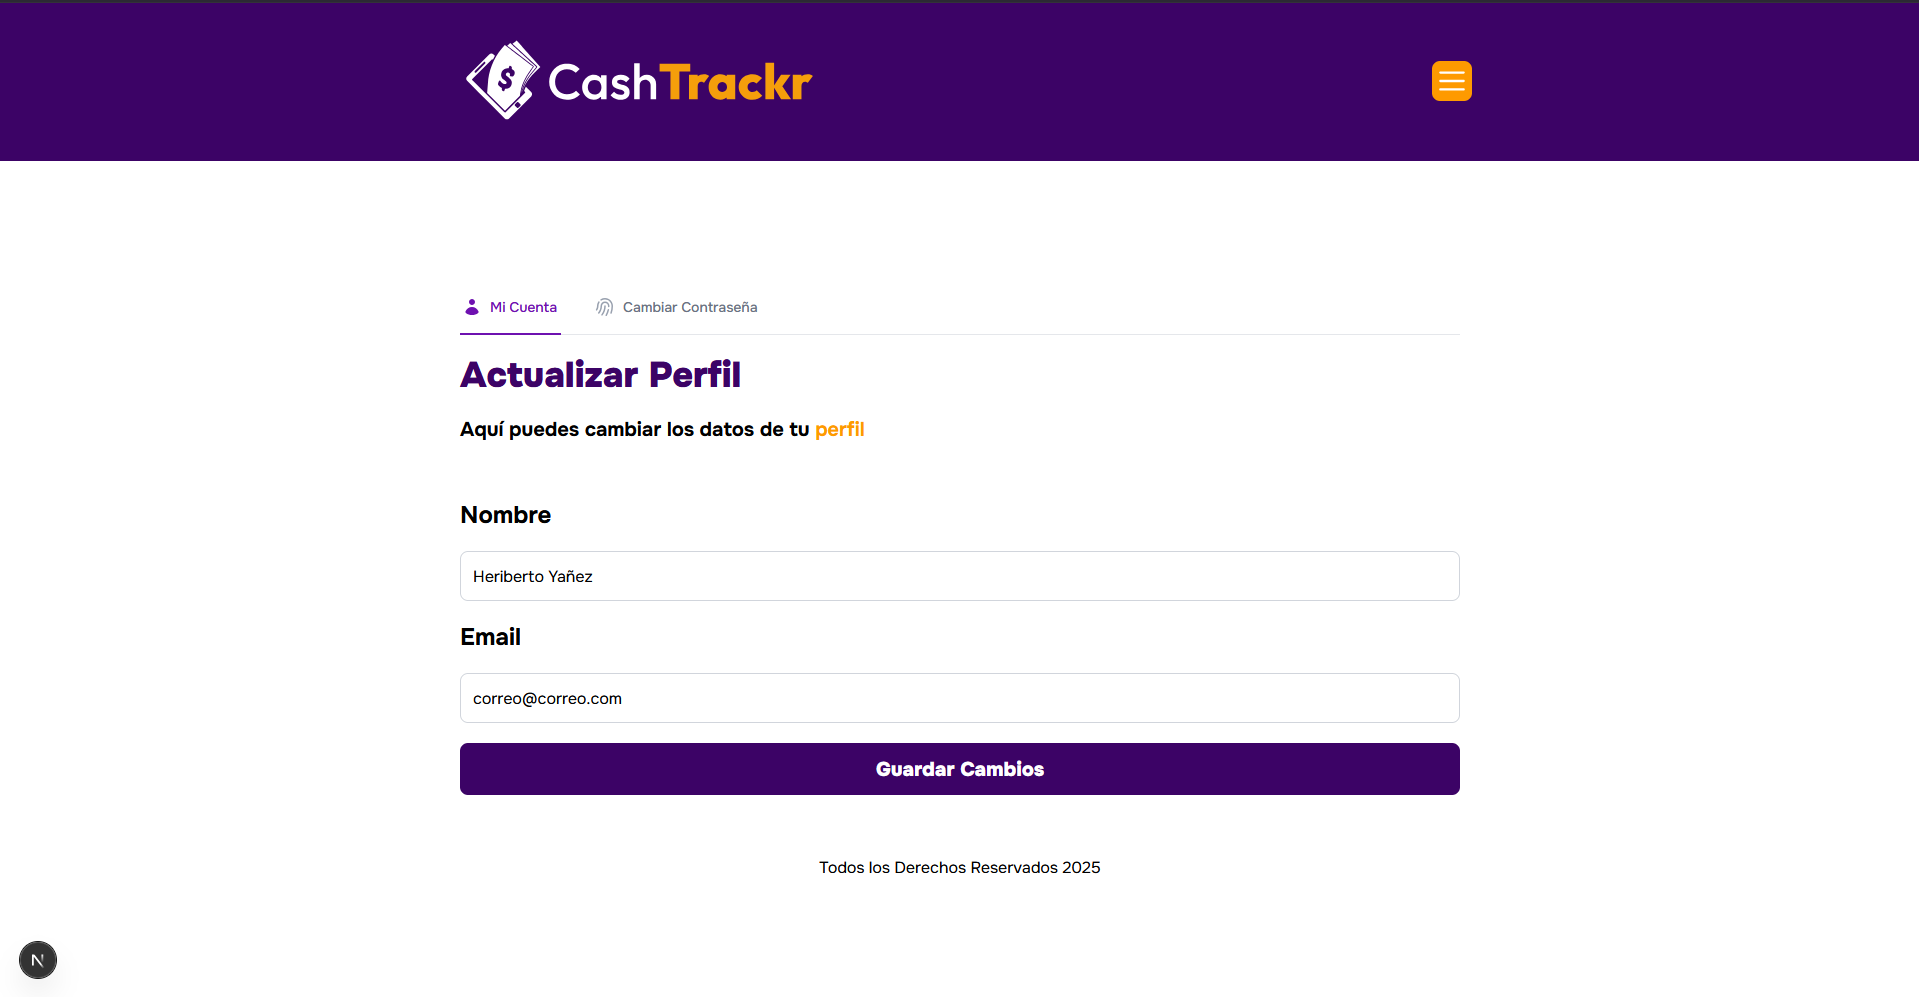 $ CashTrackr
Mi Cuenta Cambiar Contraseña
Actualizar Perfil
Aquí puedes cambiar los datos de tu perfil
Nombre
Heriberto Yañez
Email
correo@correo.com
Guardar Cambios
Todos los Derechos Reservados 2025
N